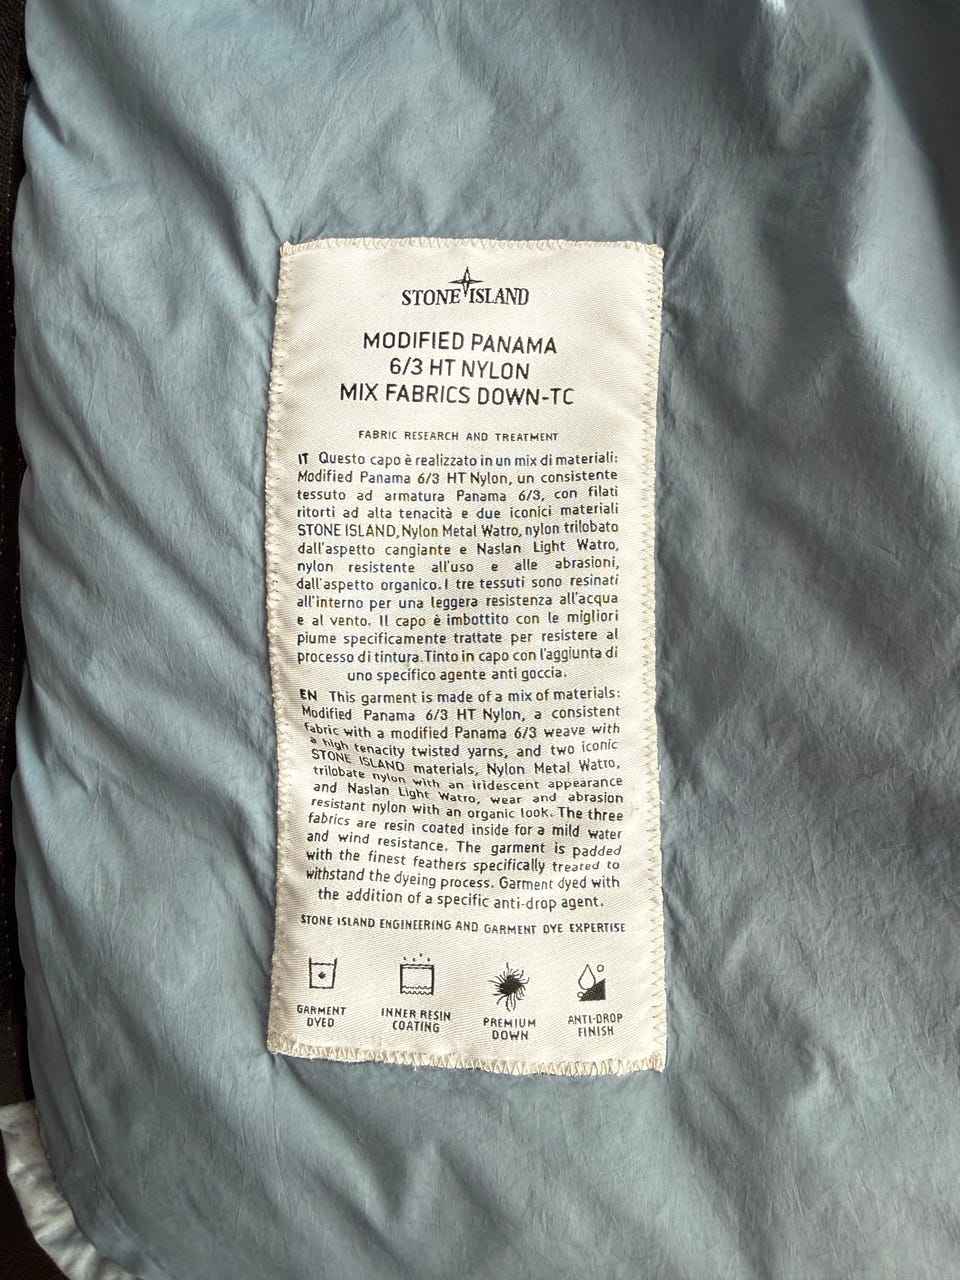 STONE ISLAND
MODIFIED PANAMA
6/3 HT NYLON
MIX FABRICS DOWN-TC
FABRIC RESEARCH AND TREATMENT
IT Questo capo è realizzato in un mix di materiali:
Modified Panama 6/3 HT Nylon, un consistente
tessuto ad armatura Panama 6/3, con filati
ritorti ad alta tenacità e due iconici materiali
STONE ISLAND, Nylon Metal Watro, nylon trilobato
dall'aspetto cangiante e Naslan Light Watro,
nylon resistente all'uso e alle abrasioni,
dall'aspetto organico. I tre tessuti sono resinati
all'interno per una leggera resistenza all'acqua
e al vento. Il capo è imbottito con le migliori
piume specificamente trattate per resistere al
processo di tintura. Tinto in capo con l'aggiunta di
uno specifico agente anti goccia.
EN This garment is made of a mix of materials:
Modified Panama 6/3 HT Nylon, a consistent
fabric with a modified Panama 6/3 weave with
a high tenacity twisted yarns, and two iconic
STONE ISLAND materials, Nylon Metal Watro,
trilobate nylon with an iridescent appearance
and Naslan Light Watro, wear and abrasion
resistant nylon with an organic look. The three
fabrics are resin coated inside for a mild water
and wind resistance. The garment is padded
with the finest feathers specifically treated to
withstand the dyeing process. Garment dyed with
the addition of a specific anti-drop agent.
STONE ISLAND ENGINEERING AND GARMENT DYE EXPERTISE
GARMENT
DYED
INNER RESIN
COATING
PREMIUM
DOWN
ANTI-DROP
FINISH